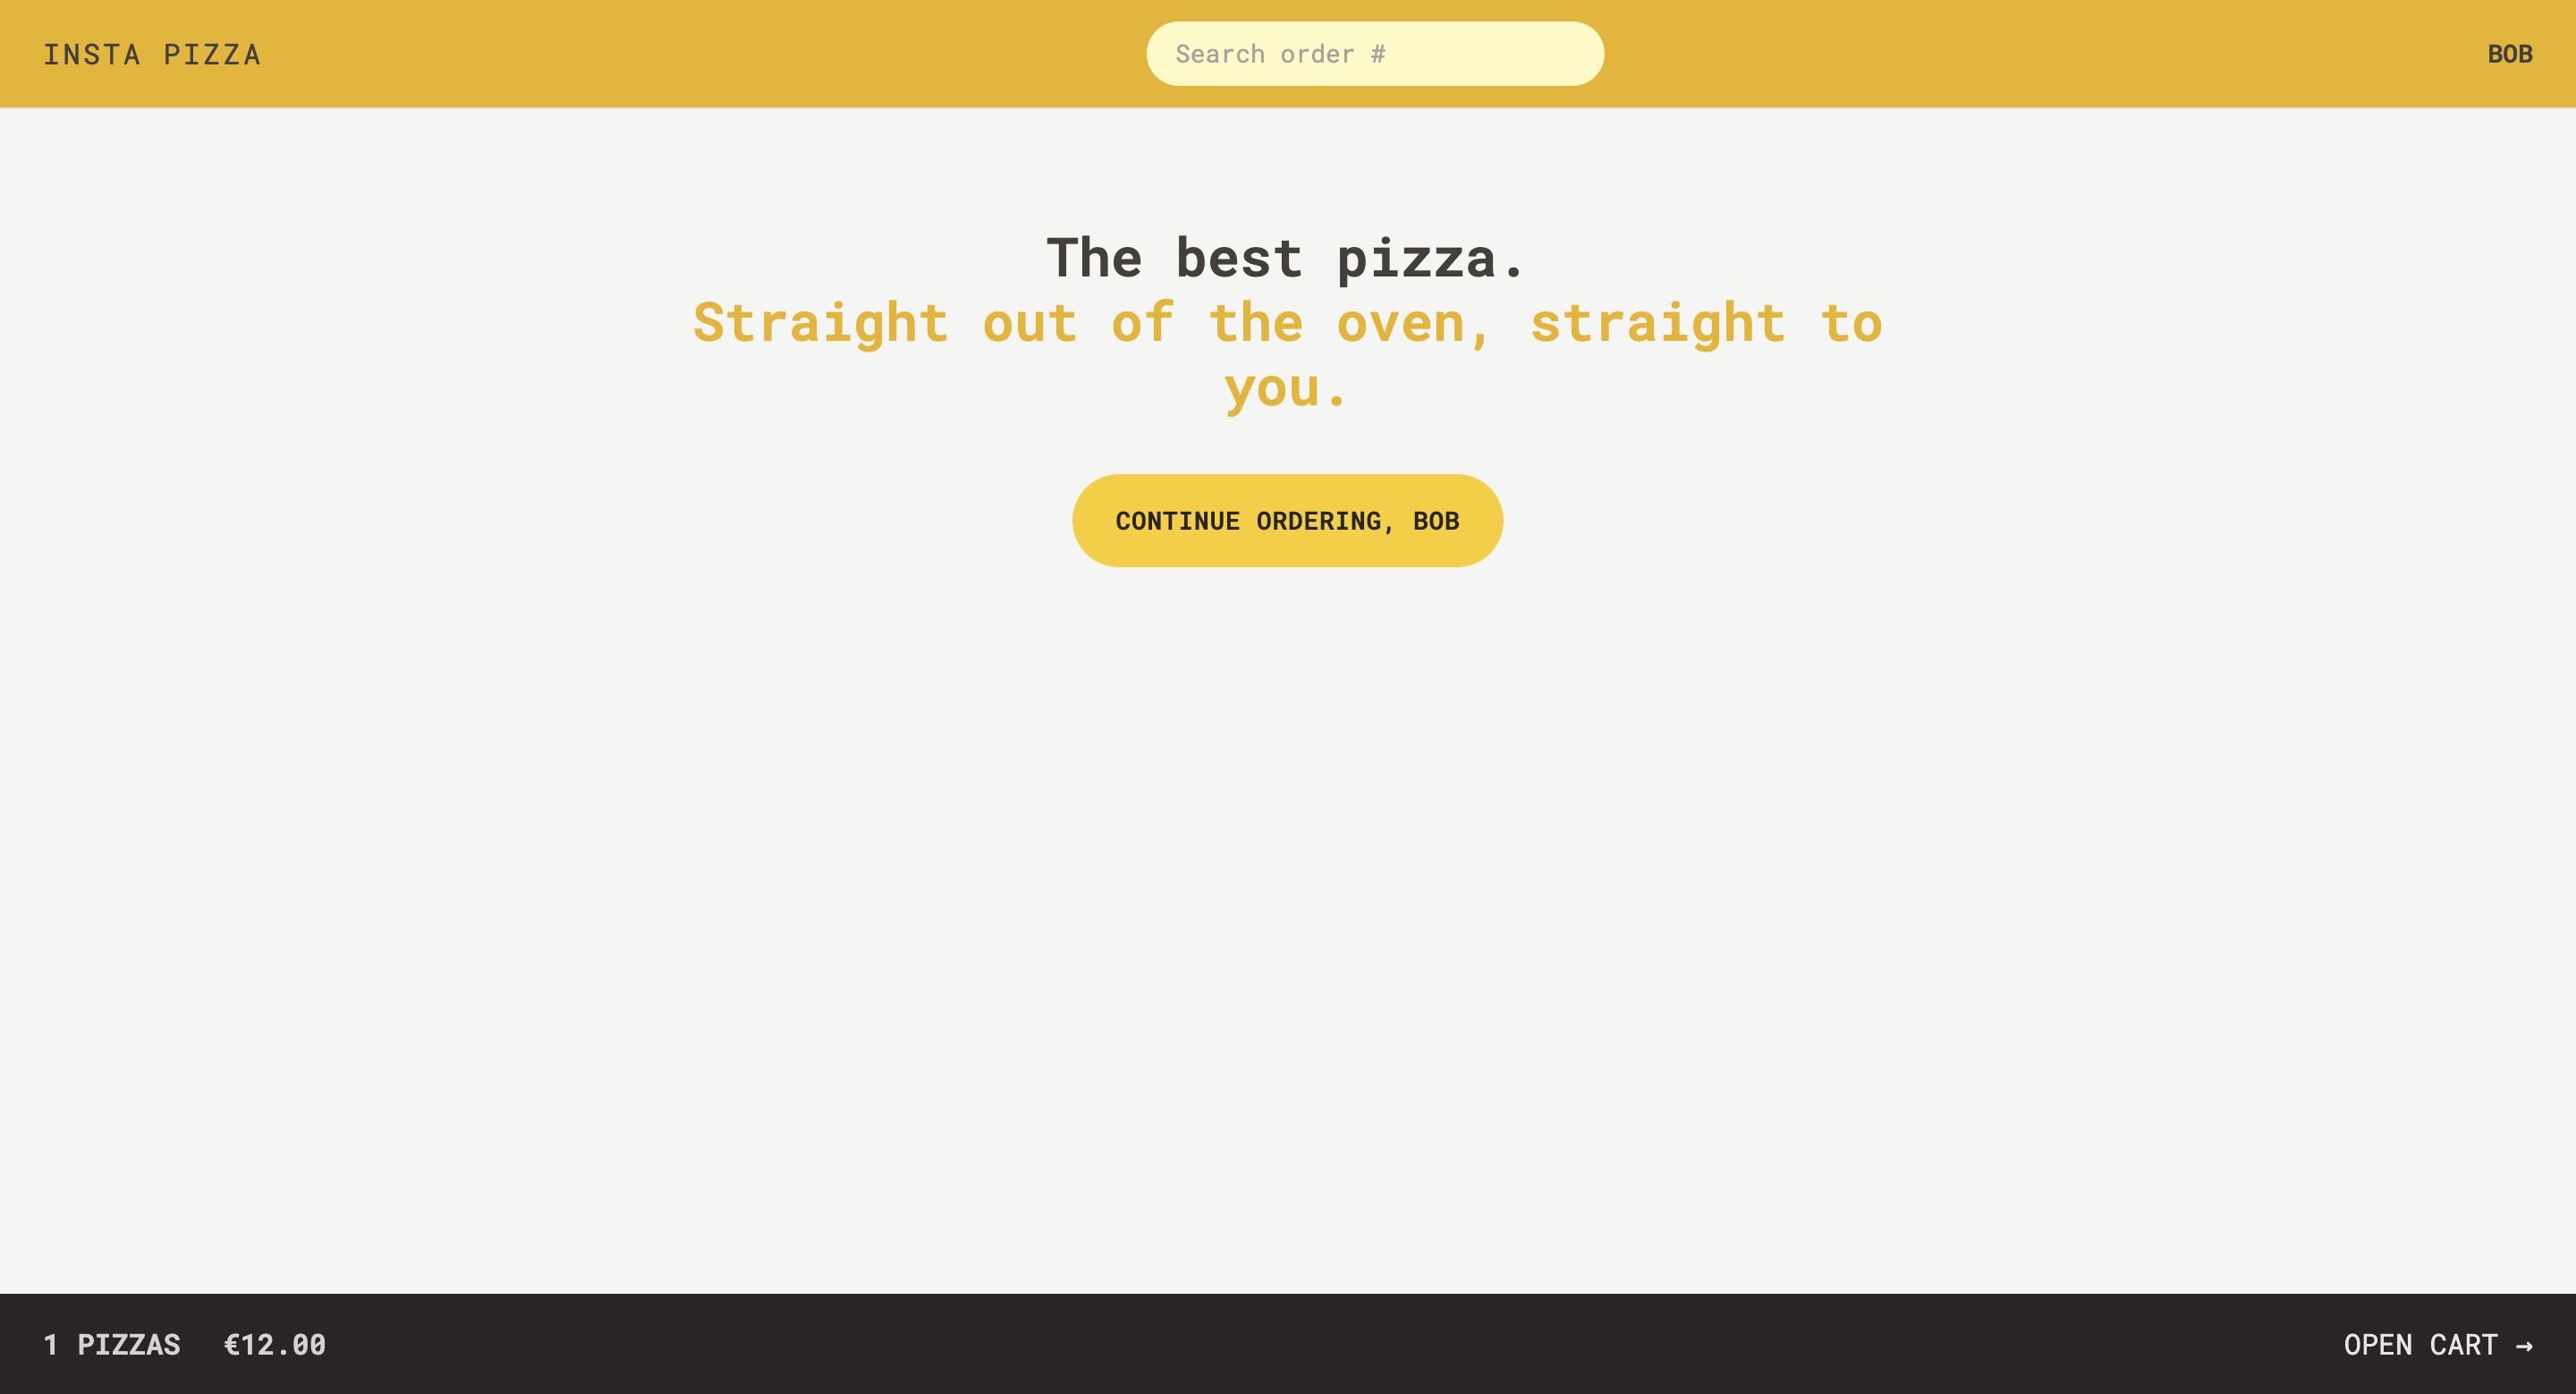 INSTA PIZZA
Search order #
BOB
The best pizza.
Straight out of the oven, straight to
you.
CONTINUE ORDERING, BOB
1 PIZZAS €12.00
OPEN CART →